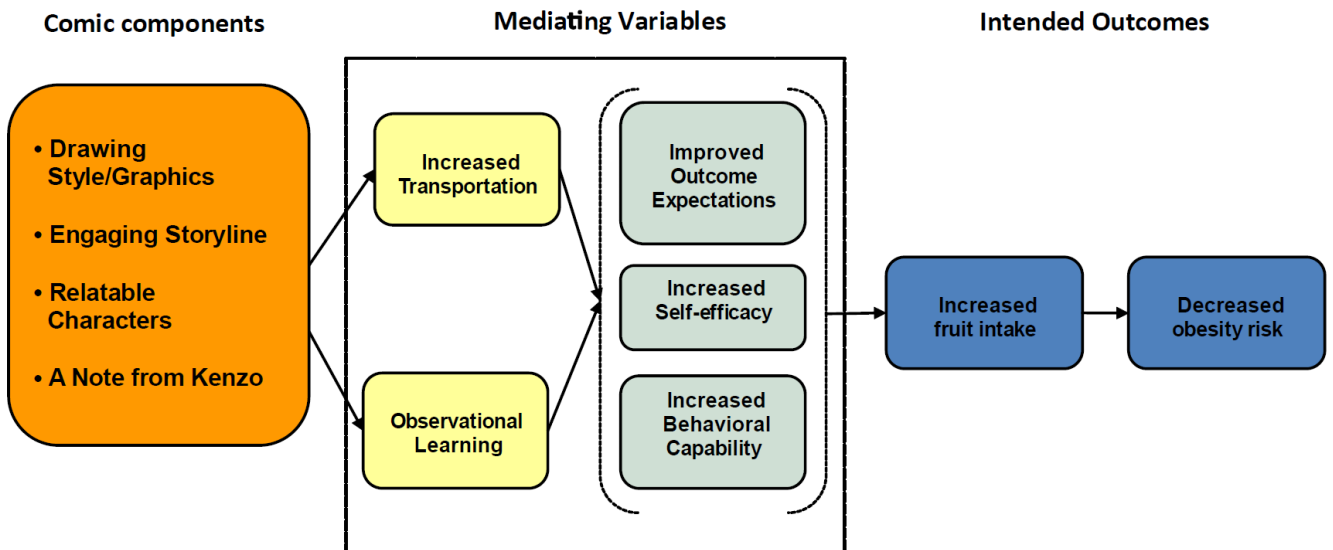 Comic components
Mediating Variables
Intended Outcomes
• Drawing
Style/Graphics
• Engaging Storyline
• Relatable
Characters
• A Note from Kenzo
Increased
Transportation
Observational
Learning
Improved
Outcome
Expectations
Increased
Self-efficacy
Increased
Behavioral
Capability
Increased
fruit intake
Decreased
obesity risk